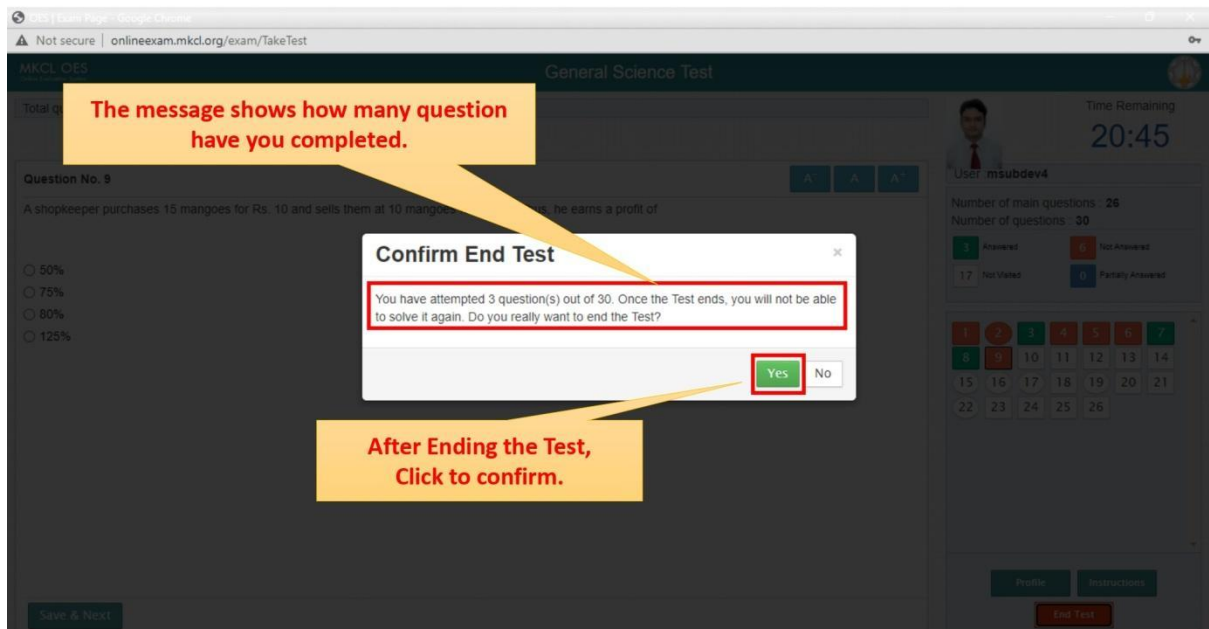 OES | Exam Page - Google Chrome
Not secure | onlineexam.mkcl.org/exam/TakeTest
MKCL OES
General Science Test
Total
The message shows how many question
have you completed.
Time Remaining
20:45
User msubdev4
Question No. 9
A- A A+
A shopkeeper purchases 15 mangoes for Rs. 10 and sells them at 10 mangoes
he earns a profit of
50%
75%
80%
125%
Number of main questions : 26
Number of questions : 30
3 Answered 6 Not Answered
17 Not Visited 0 Partially Answered
Confirm End Test ×
You have attempted 3 question(s) out of 30. Once the Test ends, you will not be able
to solve it again. Do you really want to end the Test?
Yes No
1 2 3 4 5 6 7
8 9 10 11 12 13 14
15 16 17 18 19 20 21
22 23 24 25 26
After Ending the Test,
Click to confirm.
Profile Instructions
Save & Next
End Test